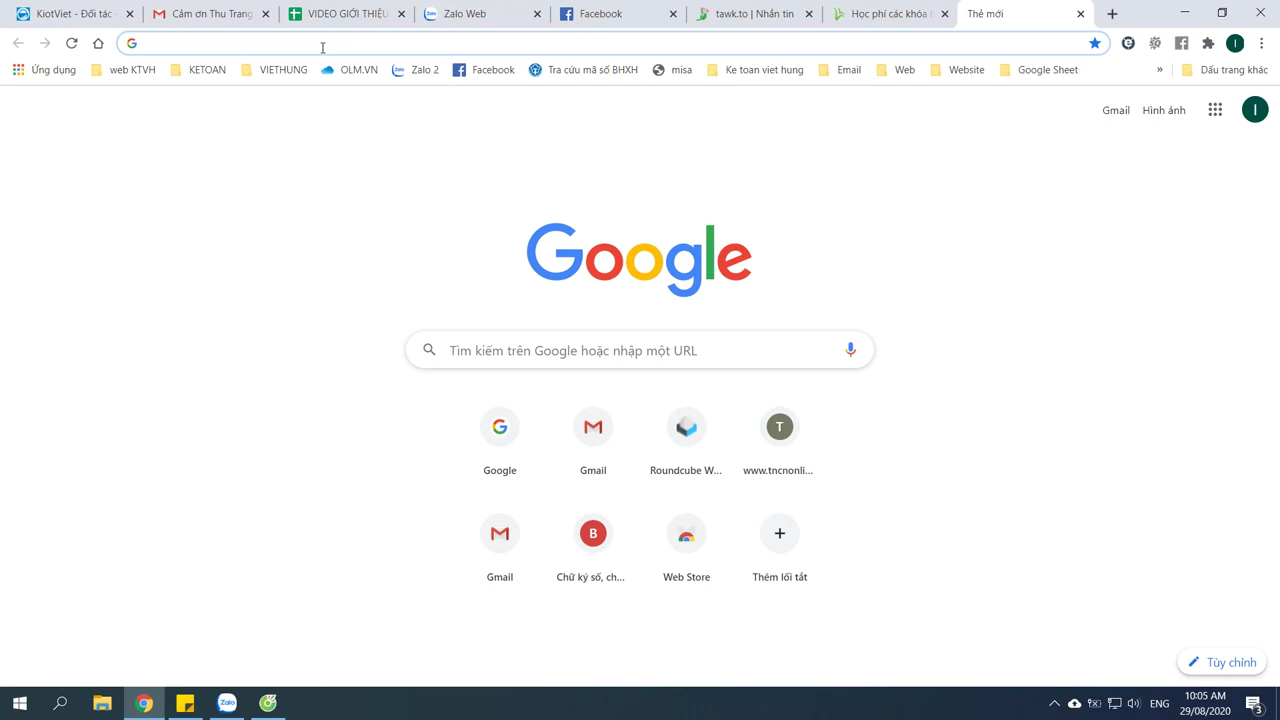 KiotViet - Đối tác
Cảm ơn Thu Trang
VIDEO GIỚI THIỆU
Zalo Web
Facebook
tawk.to | Nhắn tin
Học phí các khóa h
Thẻ mới
Ứng dụng
web KTVH
KETOAN
VIETHUNG
OLM.VN
Zalo 2
Facebook
Tra cứu mã số BHXH
misa
Ke toan viet hung
Email
Web
Website
Google Sheet
»
Dấu trang khác
Gmail
Hình ảnh
I
Google
Tìm kiếm trên Google hoặc nhập một URL
T
Google
Gmail
Roundcube W...
www.tncnonli...
B
Gmail
Chữ ký số, ch...
Web Store
Thêm lối tắt
Tùy chỉnh
Zalo
ENG
10:05 AM
29/08/2020
3